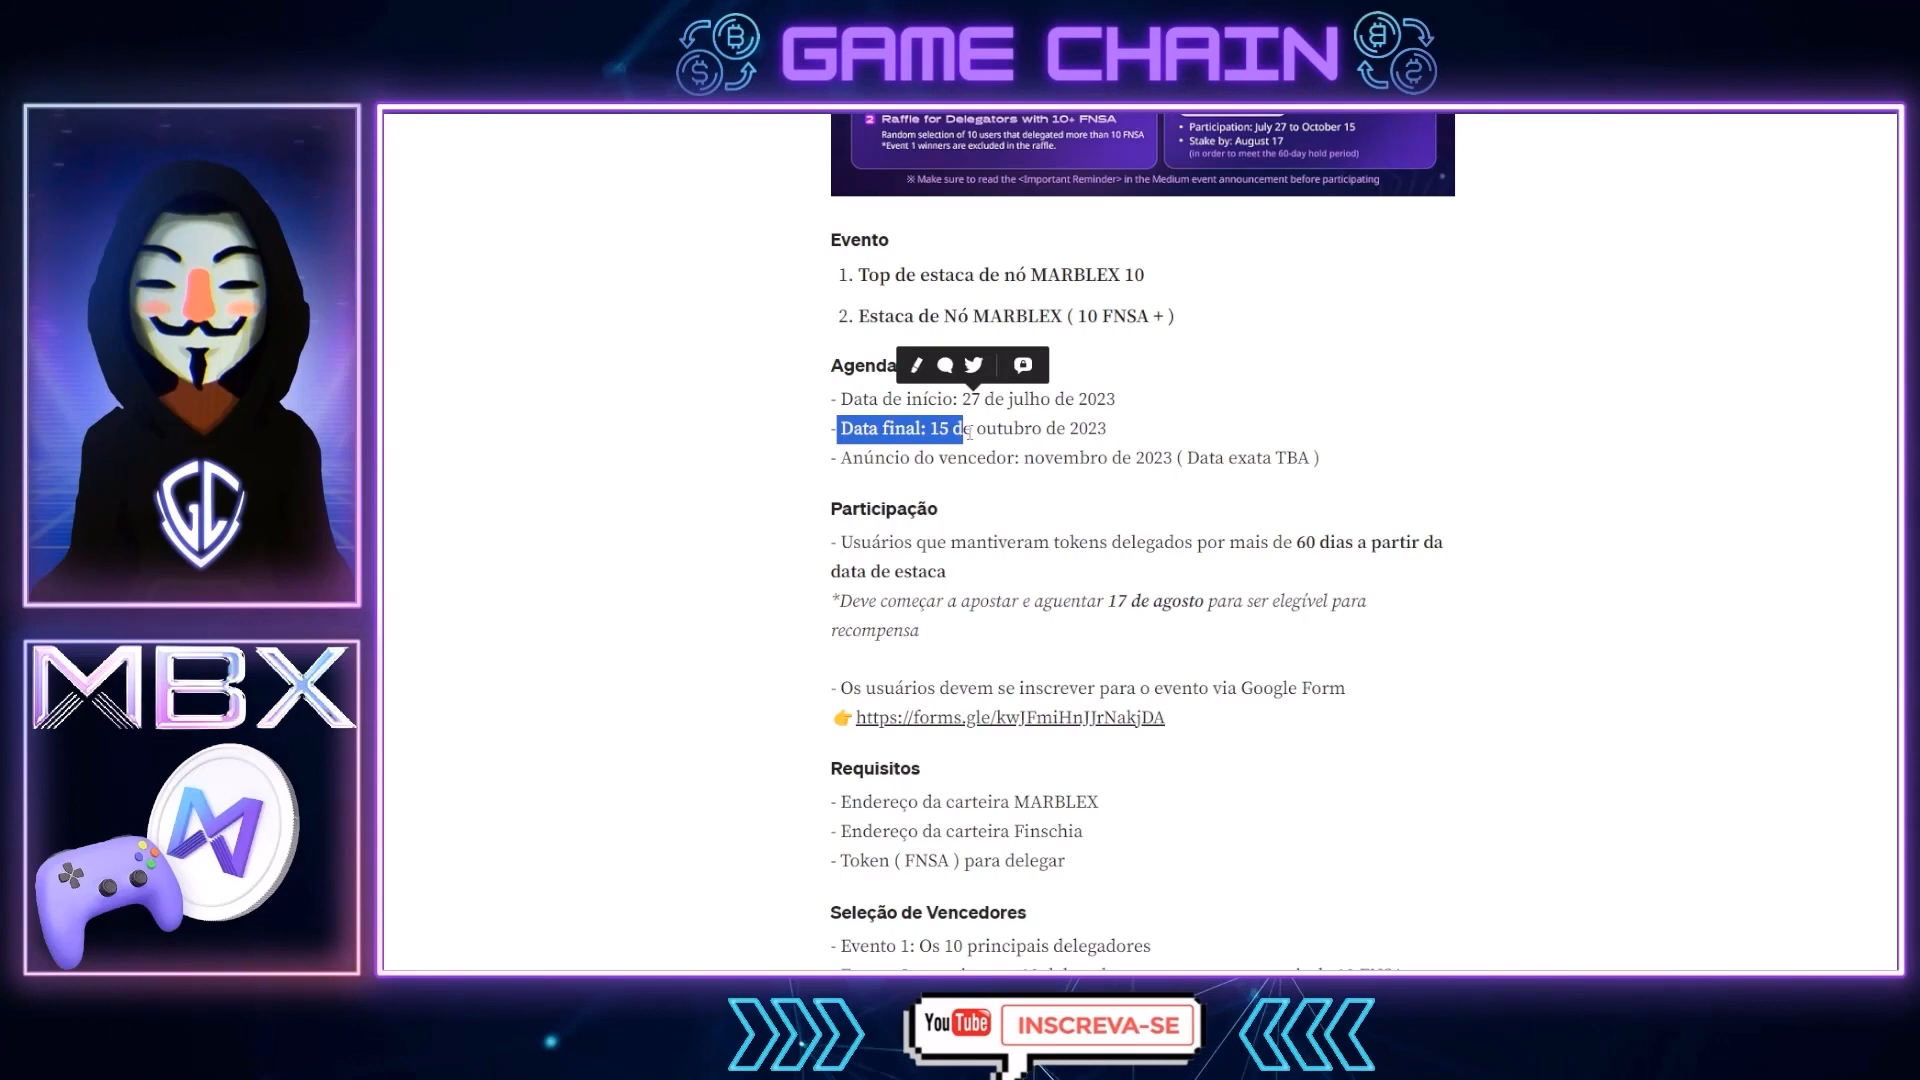 GAME CHAIN
2 Raffle for Delegators with 10+ FNSA
Random selection of 10 users that delegated more than 10 FNSA
*Event 1 winners are excluded in the raffle.
• Participation: July 27 to October 15
• Stake by: August 17
(in order to meet the 60-day hold period)
※ Make sure to read the <Important Reminder> in the Medium event announcement before participating
Evento
1. Top de estaca de nó MARBLEX 10
2. Estaca de Nó MARBLEX ( 10 FNSA + )
Agenda
- Data de início: 27 de julho de 2023
- Data final: 15 de outubro de 2023
- Anúncio do vencedor: novembro de 2023 ( Data exata TBA )
Participação
- Usuários que mantiveram tokens delegados por mais de 60 dias a partir da
data de estaca
*Deve começar a apostar e aguentar 17 de agosto para ser elegível para
recompensa
- Os usuários devem se inscrever para o evento via Google Form
👉 https://forms.gle/kwJFmiHnJJrNakjDA
Requisitos
- Endereço da carteira MARBLEX
- Endereço da carteira Finschia
- Token ( FNSA ) para delegar
Seleção de Vencedores
- Evento 1: Os 10 principais delegadores
GC
MBX
YouTube INSCREVA-SE